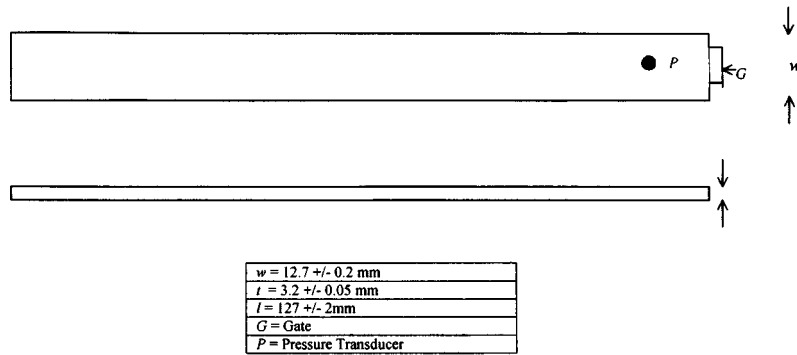 P
G
w
w = 12.7 +/- 0.2 mm
t = 3.2 +/- 0.05 mm
l = 127 +/- 2mm
G = Gate
P = Pressure Transducer